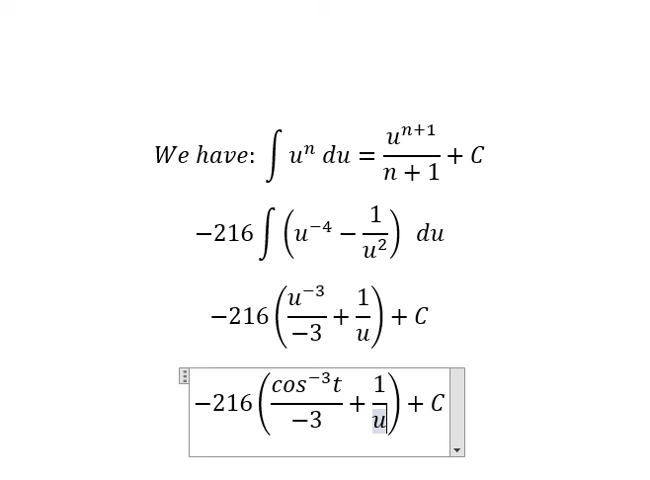 We have: ∫ uⁿ du = uⁿ⁺¹/(n + 1) + C
−216 ∫ (u⁻⁴ − 1/u²) du
−216 (u⁻³/−3 + 1/u) + C
−216 (cos⁻³t/−3 + 1/u) + C